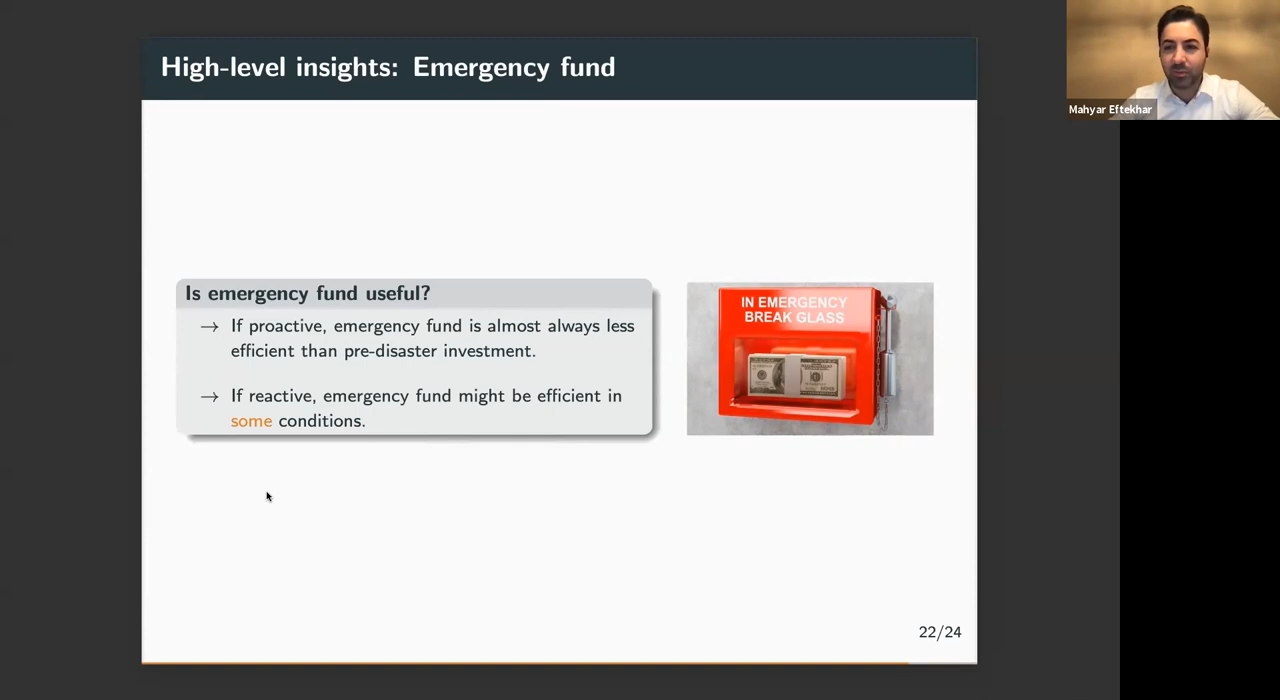 High-level insights: Emergency fund
Mahyar Eftekhar
Is emergency fund useful?
→ If proactive, emergency fund is almost always less
efficient than pre-disaster investment.
→ If reactive, emergency fund might be efficient in
some conditions.
IN EMERGENCY
BREAK GLASS
22/24